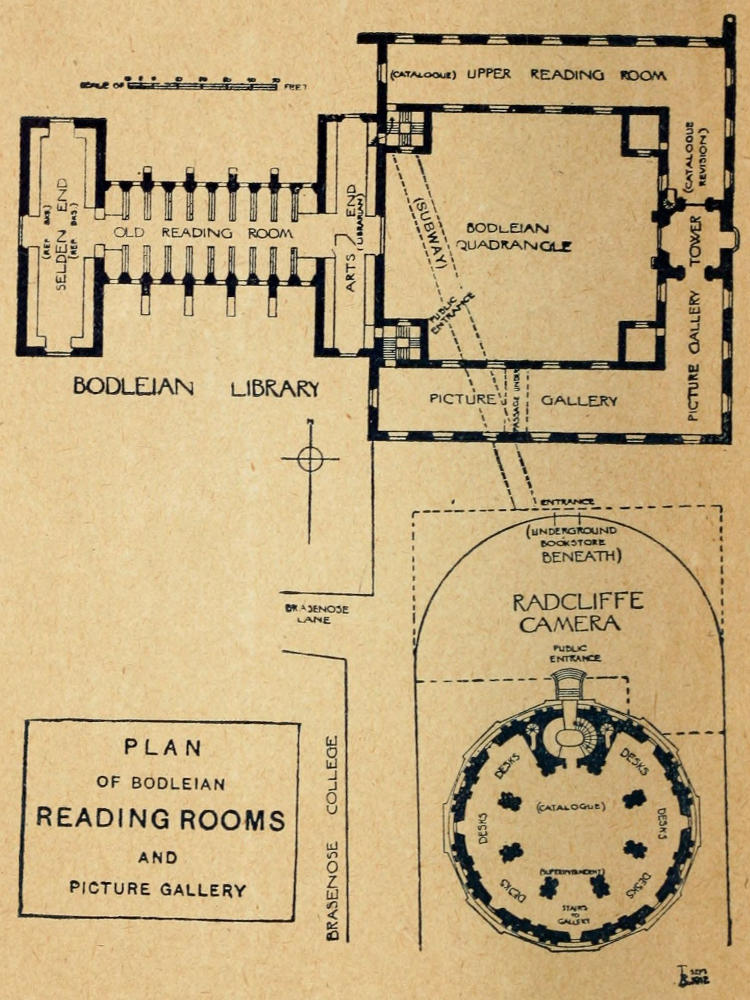 SCALE OF
FEET
(CATALOGUE) UPPER READING ROOM
(CATALOGUE
REVISION)
SELDEN END
(REF. BKS.)
(REF. BKS.)
OLD READING ROOM
ARTS END
(LIBRARIAN)
(SUBWAY)
BODLEIAN
QUADRANGLE
TOWER
PUBLIC
ENTRANCE
PICTURE GALLERY
BODLEIAN LIBRARY
PICTURE GALLERY
PASSAGE UNDER
N
ENTRANCE
(UNDERGROUND
BOOKSTORE
BENEATH)
RADCLIFFE
CAMERA
BRASENOSE
LANE
PUBLIC
ENTRANCE
PLAN
OF BODLEIAN
READING ROOMS
AND
PICTURE GALLERY
BRASENOSE COLLEGE
DESKS
DESKS
(CATALOGUE)
DESKS
DESKS
(SUPERINTENDENT)
DESKS
DESKS
STAIRS
TO
GALLERY
SEPT
1912